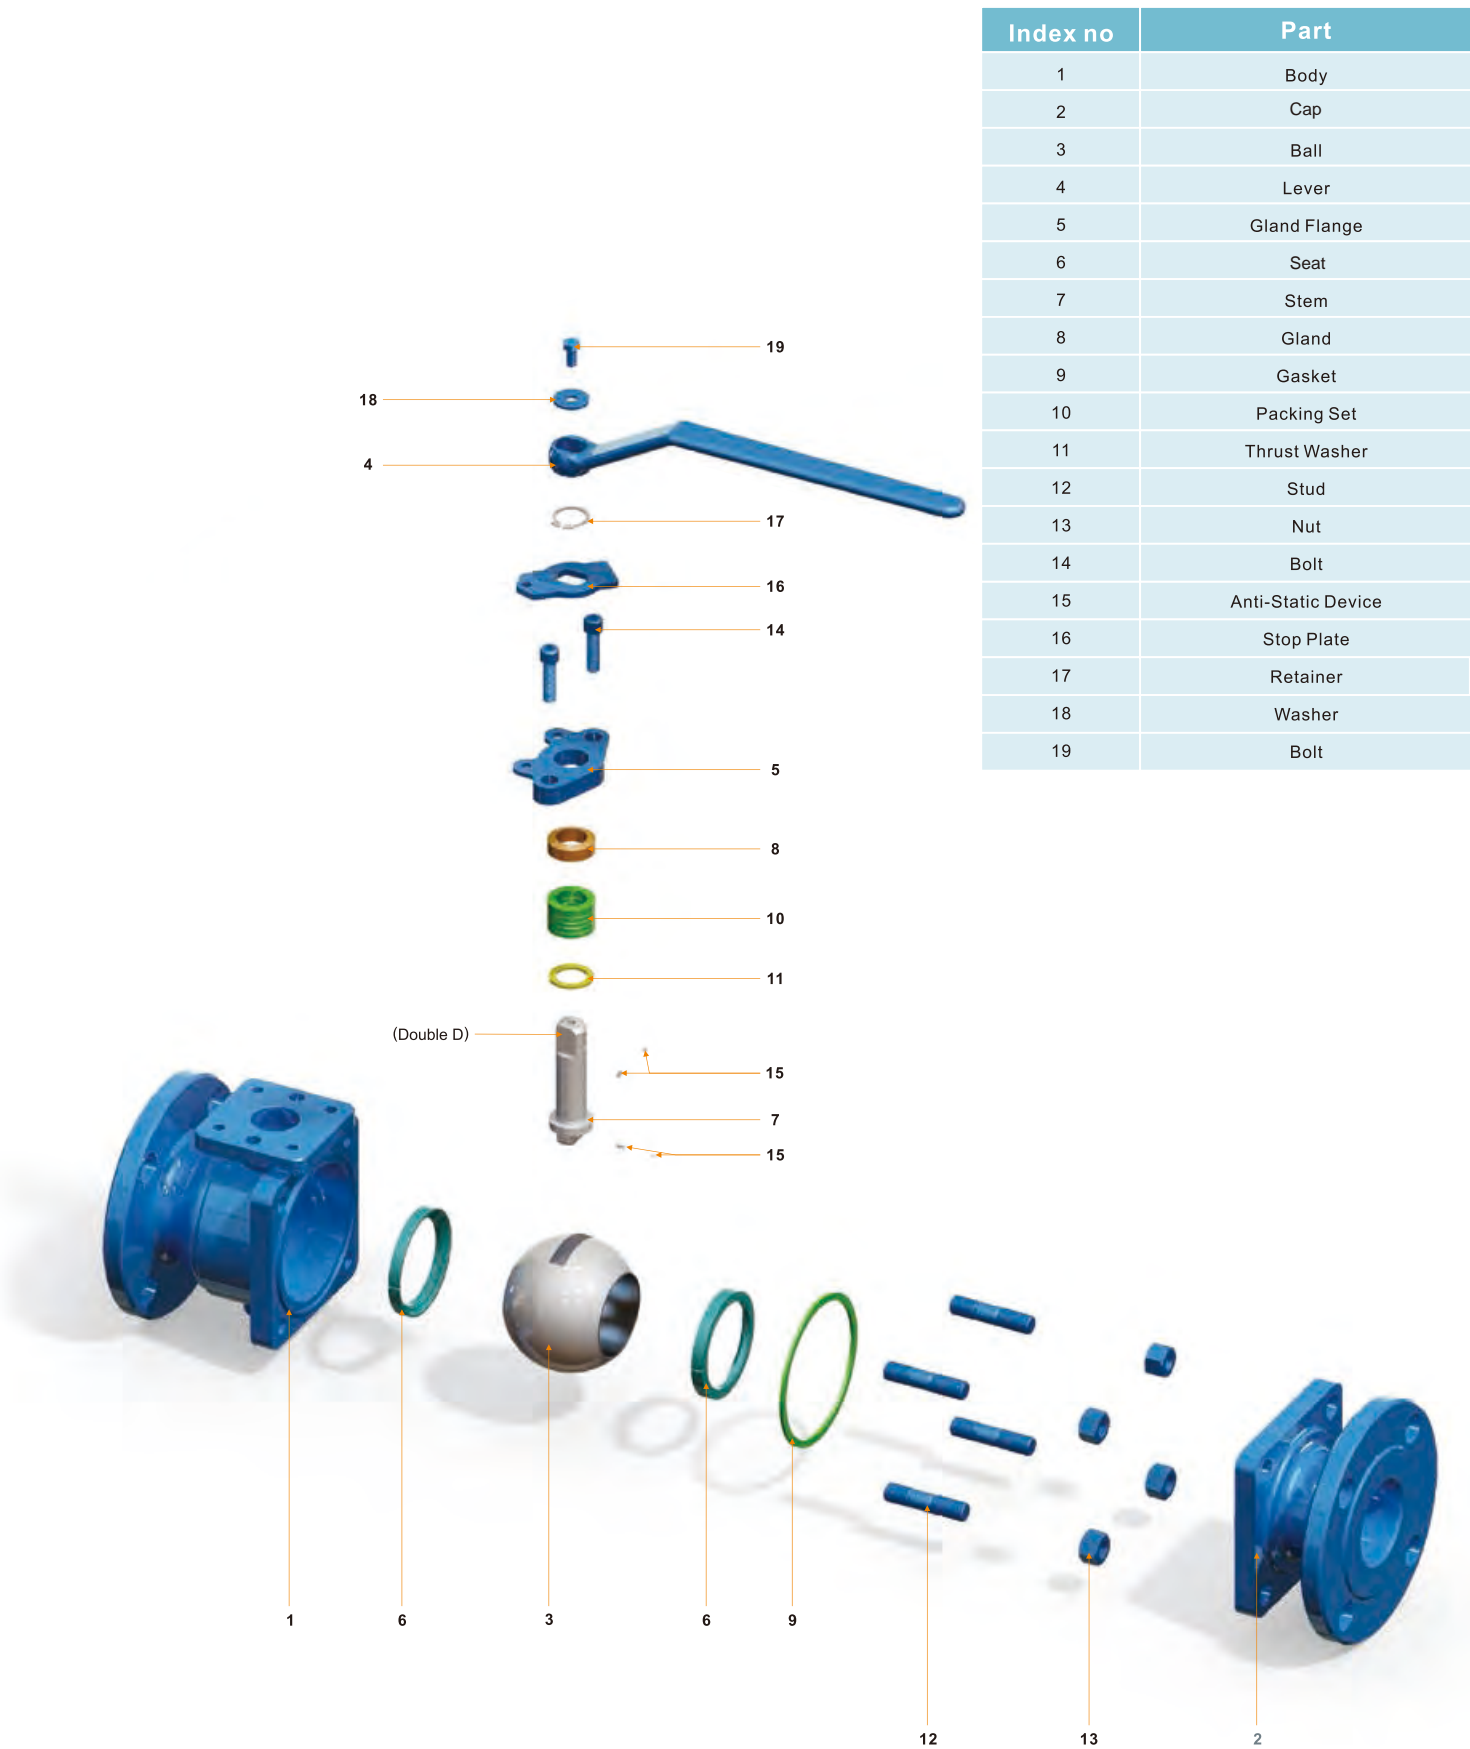 Index no Part
1 Body
2 Cap
3 Ball
4 Lever
5 Gland Flange
6 Seat
7 Stem
8 Gland
9 Gasket
10 Packing Set
11 Thrust Washer
12 Stud
13 Nut
14 Bolt
15 Anti-Static Device
16 Stop Plate
17 Retainer
18 Washer
19 Bolt
19
18
4
17
16
14
5
8
10
11
(Double D)
15
7
15
1 6 3 6 9
12 13 2